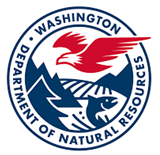 WASHINGTON
DEPARTMENT OF NATURAL RESOURCES